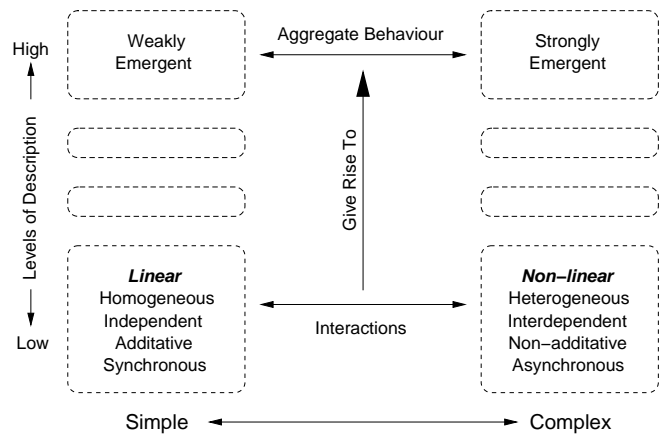 High
Weakly
Emergent
Aggregate Behaviour
Strongly
Emergent
Levels of Description
Give Rise To
Linear
Homogeneous
Independent
Additative
Synchronous
Interactions
Non−linear
Heterogeneous
Interdependent
Non−additative
Asynchronous
Low
Simple
Complex